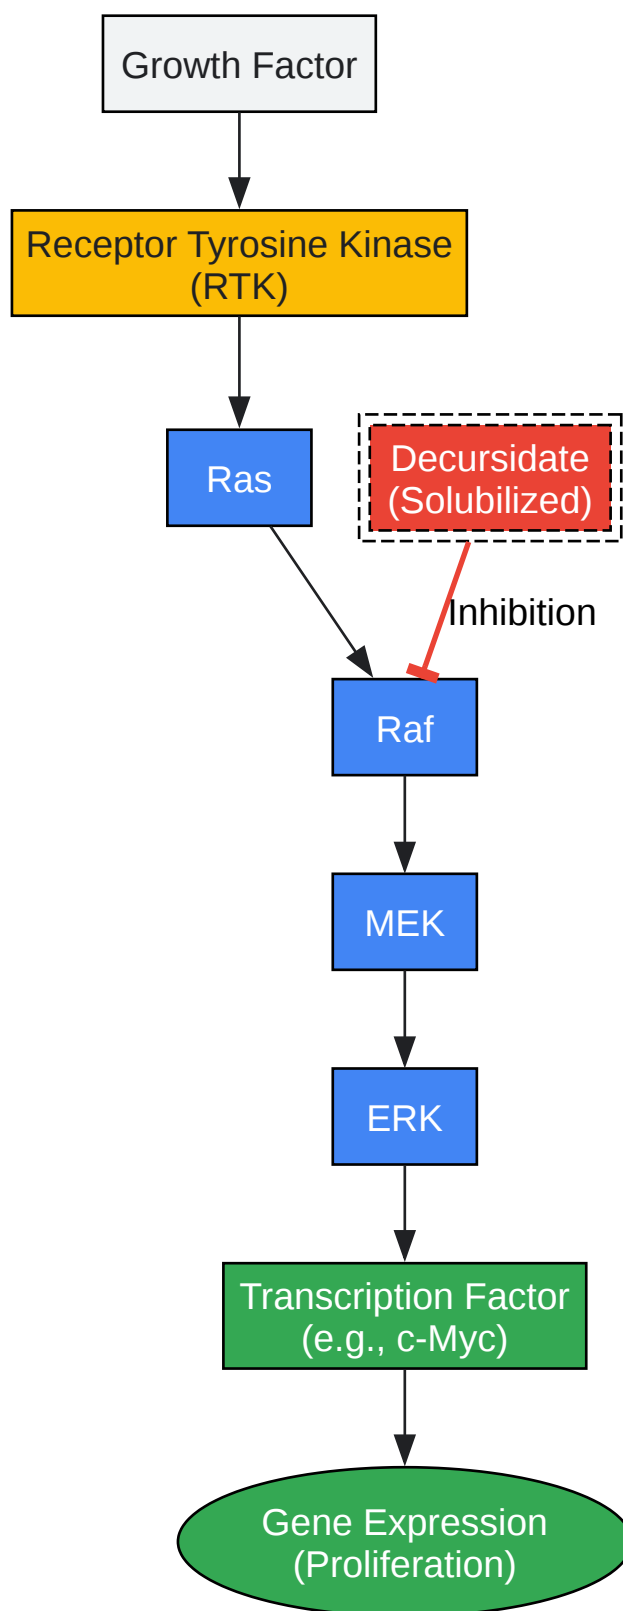 Growth Factor
Receptor Tyrosine Kinase
(RTK)
Ras
Decursidate
(Solubilized)
Inhibition
Raf
MEK
ERK
Transcription Factor
(e.g., c-Myc)
Gene Expression
(Proliferation)